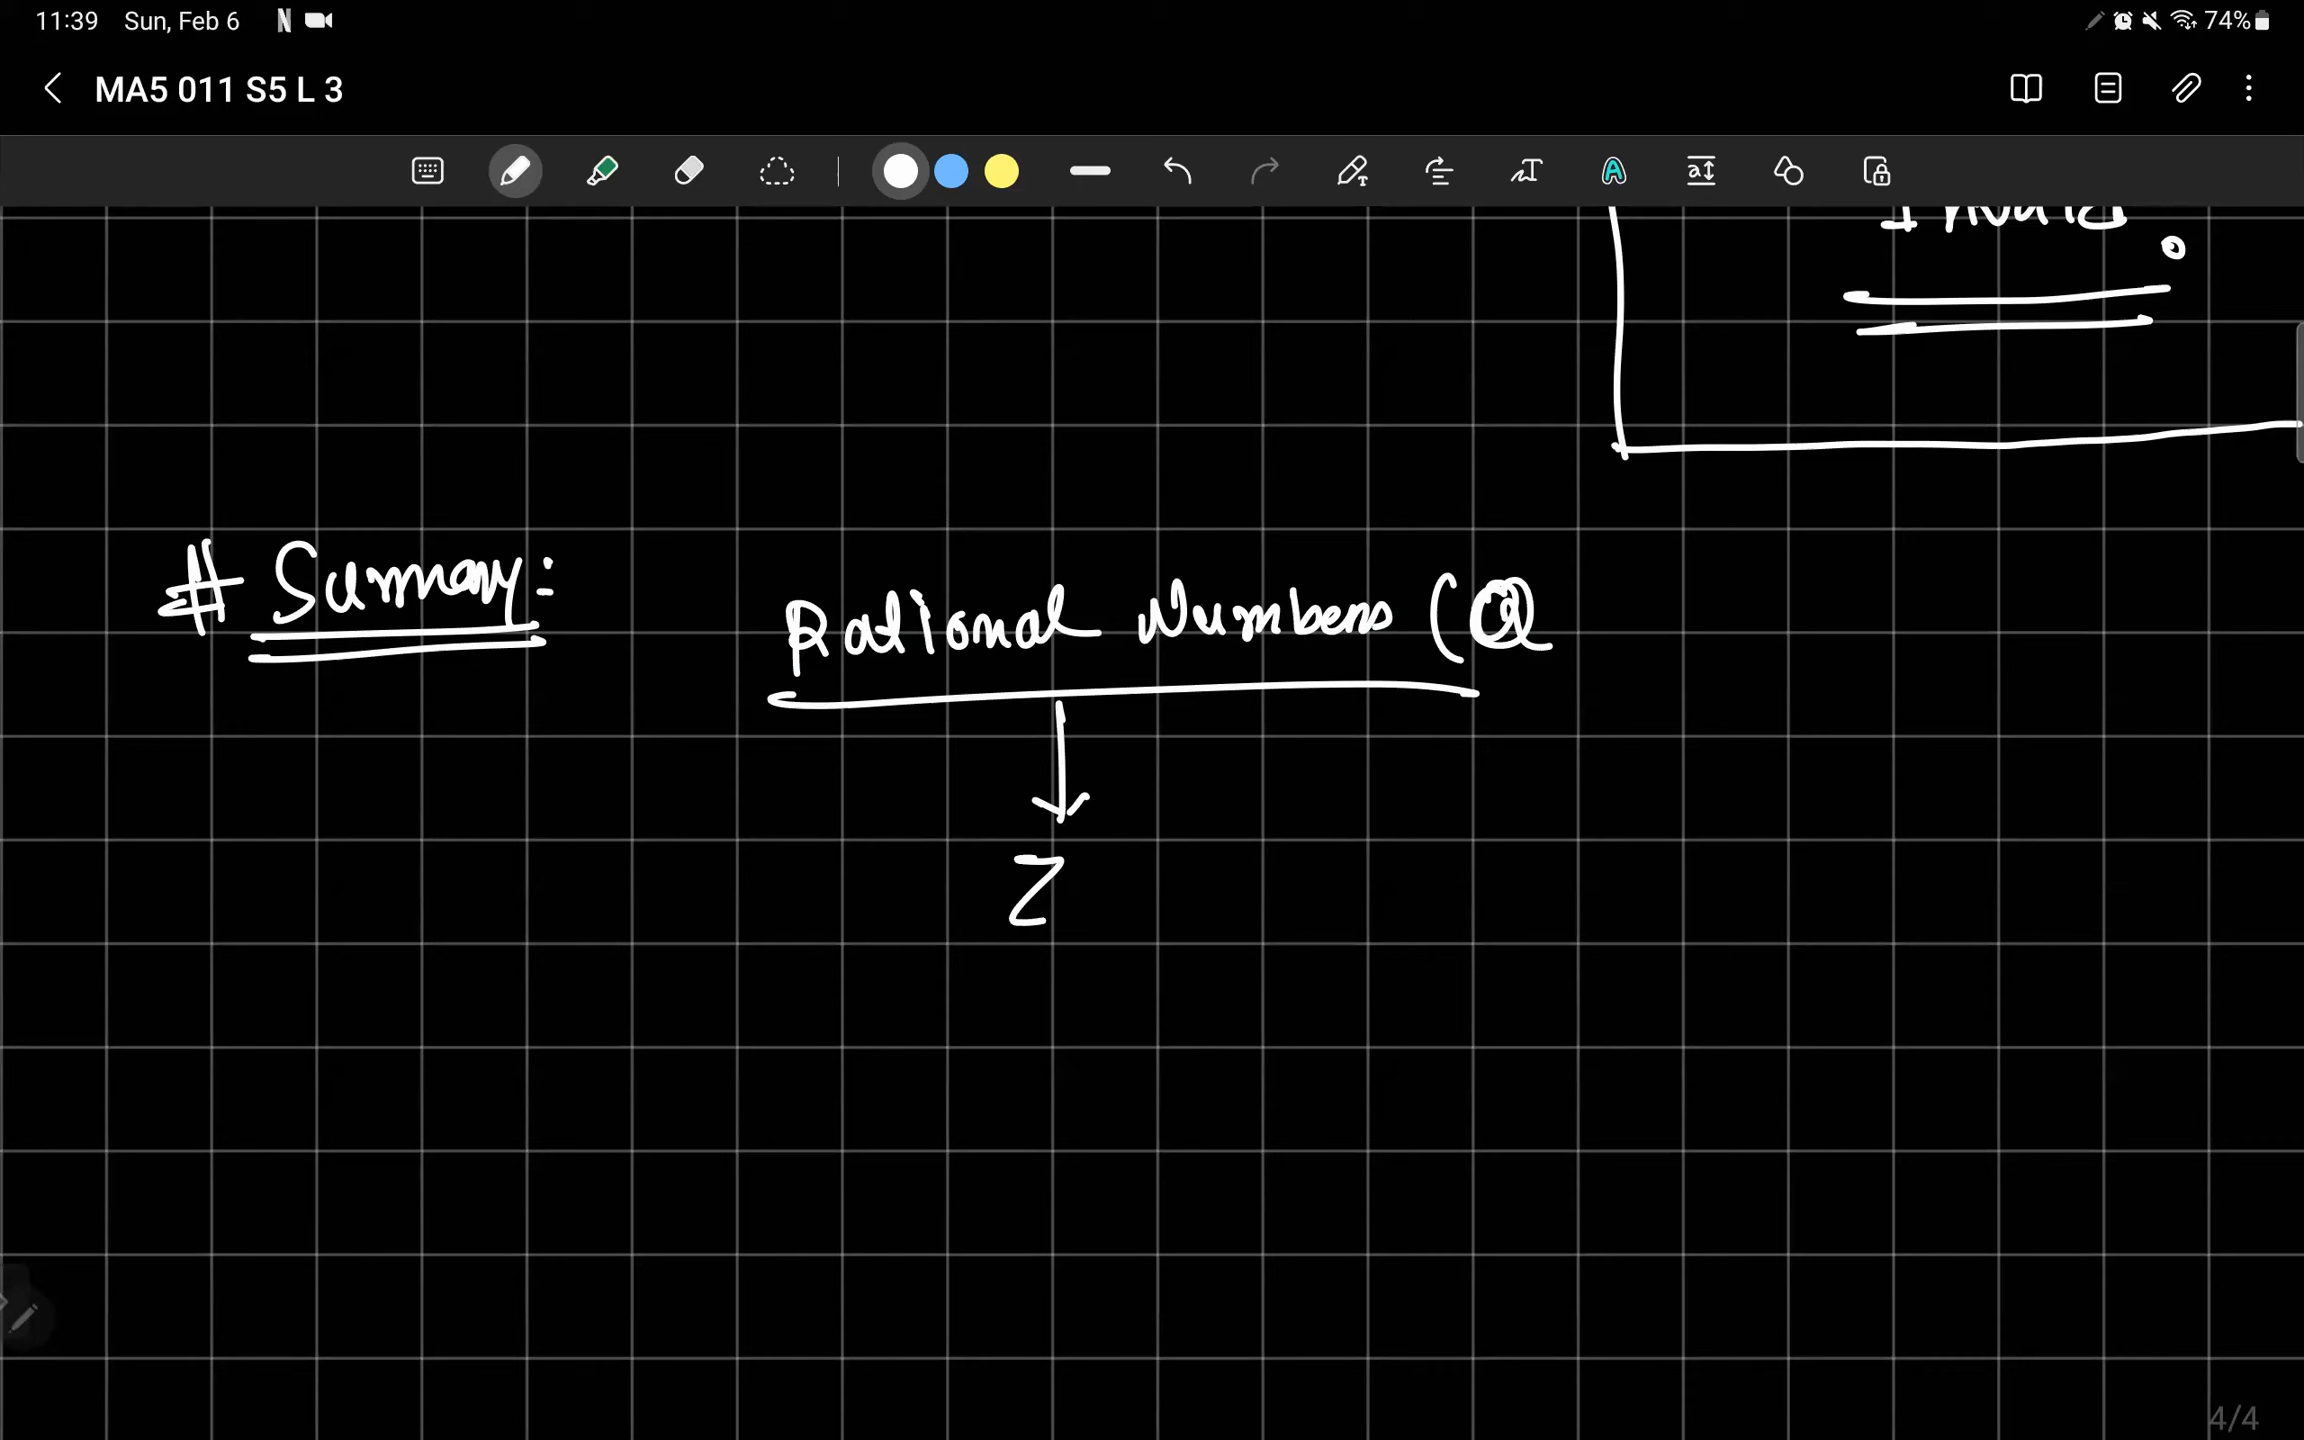 11:39 Sun, Feb 6 74%
MA5 011 S5 L 3
# Summary:
Rational Numbers (Q
Z
4/4